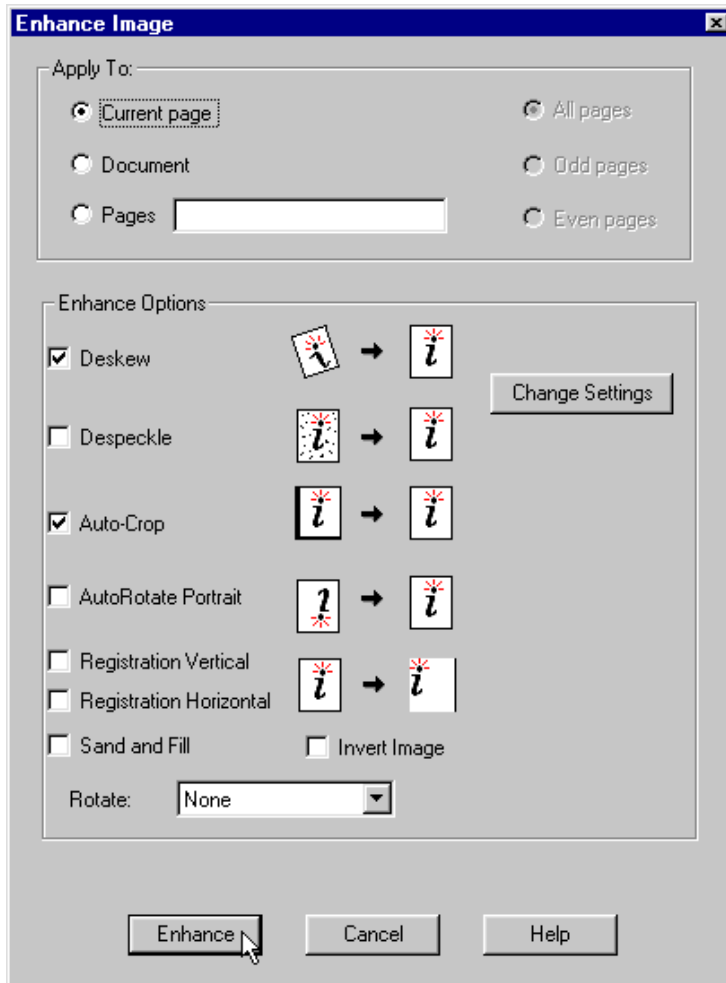 Enhance Image
Apply To:
Current page
All pages
Document
Odd pages
Pages
Even pages
Enhance Options
Deskew
Change Settings
Despeckle
Auto-Crop
AutoRotate Portrait
Registration Vertical
Registration Horizontal
Sand and Fill
Invert Image
Rotate: None
Enhance
Cancel
Help